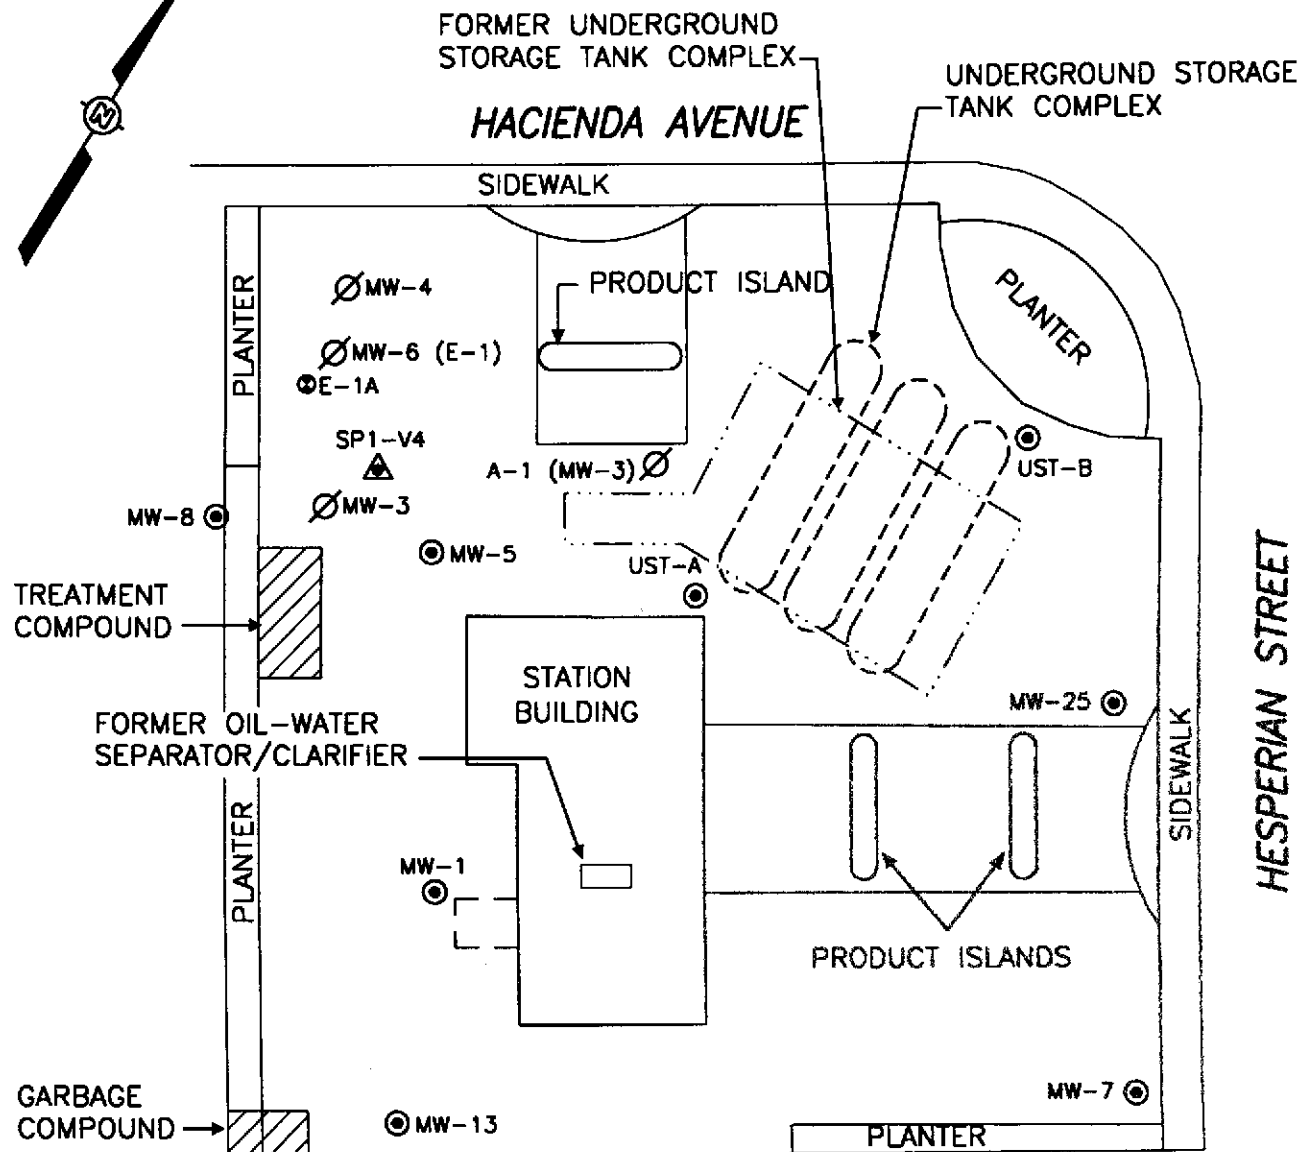 FORMER UNDERGROUND
STORAGE TANK COMPLEX
UNDERGROUND STORAGE
TANK COMPLEX
HACIENDA AVENUE
N
SIDEWALK
PLANTER
MW-4
PRODUCT ISLAND
PLANTER
MW-6 (E-1)
E-1A
SP1-V4
A-1 (MW-3)
UST-B
MW-3
MW-8
MW-5
UST-A
TREATMENT
COMPOUND
HESPERIAN STREET
STATION
BUILDING
MW-25
FORMER OIL-WATER
SEPARATOR/CLARIFIER
SIDEWALK
PLANTER
MW-1
PRODUCT ISLANDS
GARBAGE
COMPOUND
MW-13
MW-7
PLANTER